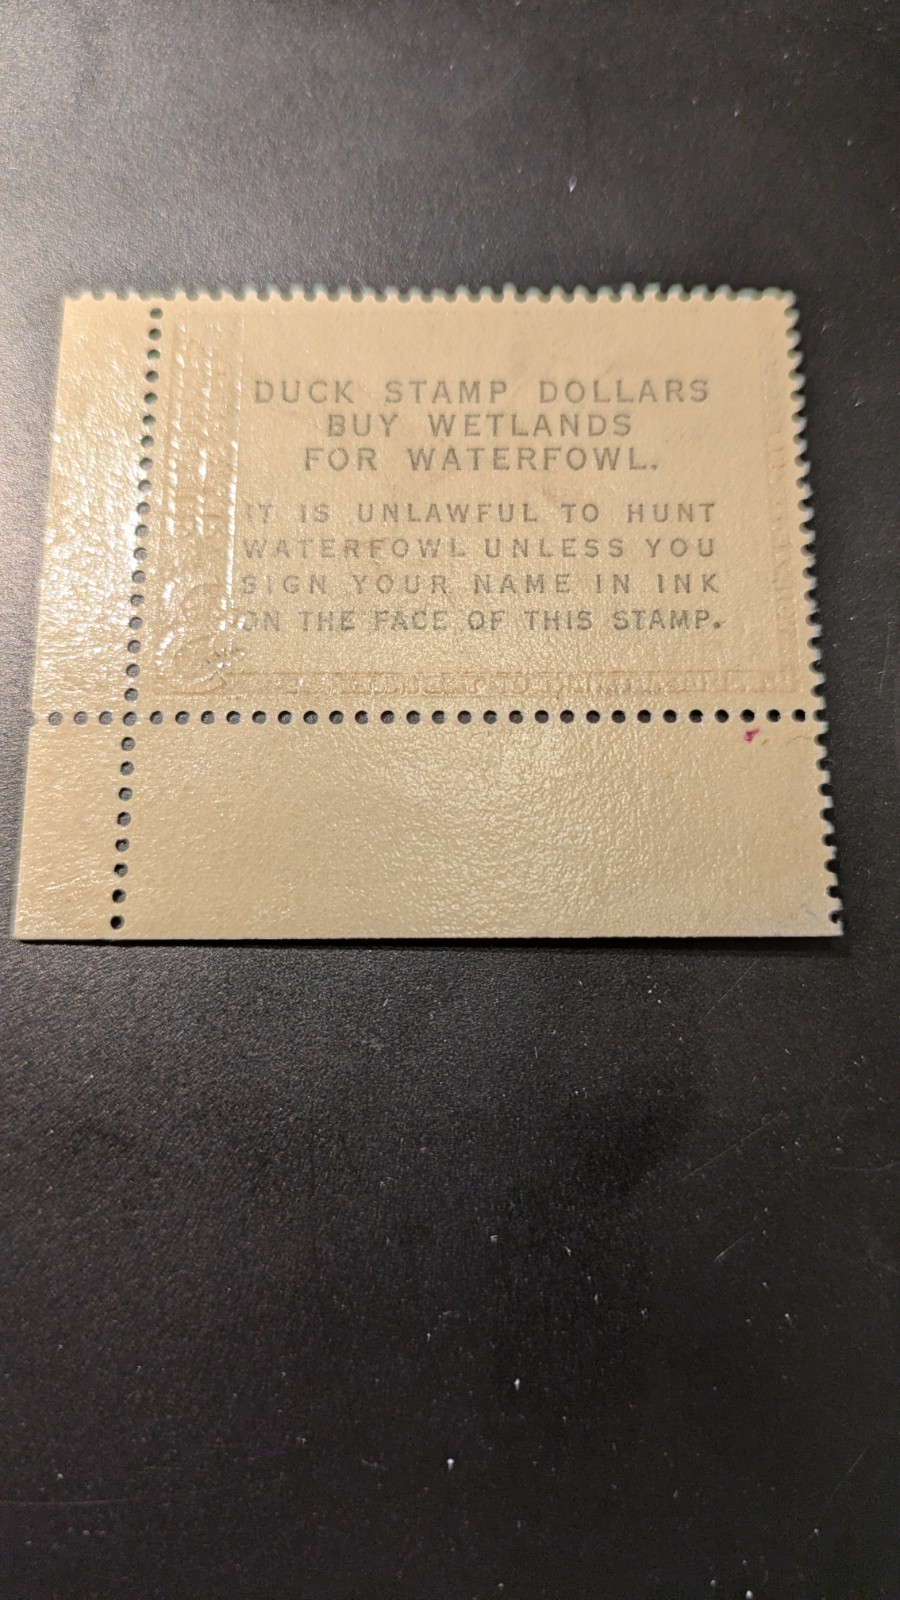 DUCK STAMP DOLLARS
BUY WETLANDS
FOR WATERFOWL.
IT IS UNLAWFUL TO HUNT
WATERFOWL UNLESS YOU
SIGN YOUR NAME IN INK
ON THE FACE OF THIS STAMP.